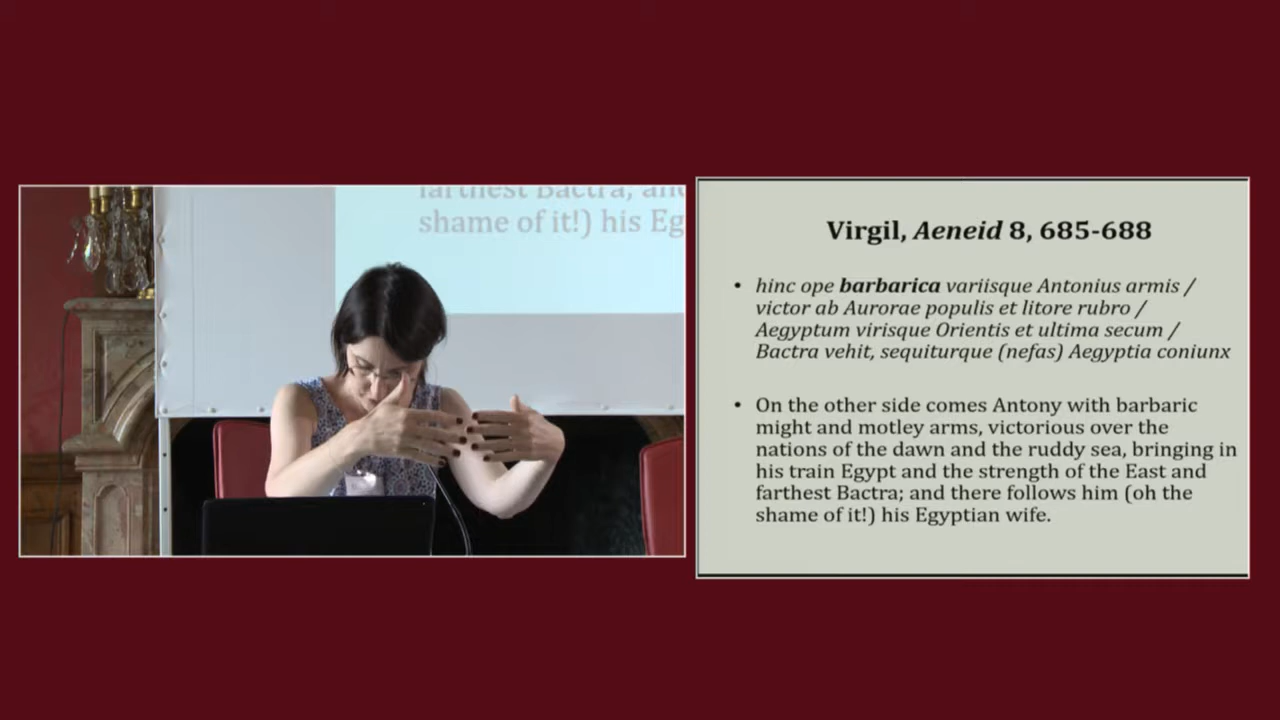 farthest Bactra; and
shame of it!) his Eg
Virgil, Aeneid 8, 685-688
• hinc ope barbarica variisque Antonius armis /
victor ab Aurorae populis et litore rubro /
Aegyptum virisque Orientis et ultima secum /
Bactra vehit, sequiturque (nefas) Aegyptia coniunx
• On the other side comes Antony with barbaric
might and motley arms, victorious over the
nations of the dawn and the ruddy sea, bringing in
his train Egypt and the strength of the East and
farthest Bactra; and there follows him (oh the
shame of it!) his Egyptian wife.